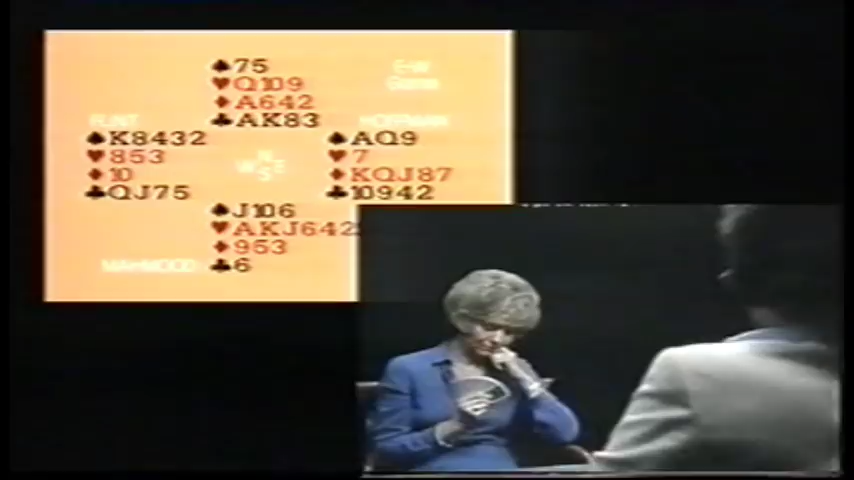 ♠75
♥Q109
♦A642
♣AK83
E-W
Game
FLINT
♠K8432
♥853
♦10
♣QJ75
HOFFMAN
♠AQ9
♥7
♦KQJ87
♣10942
N
W E
S
♠J106
♥AKJ642
♦953
♣6
MAHMOOD